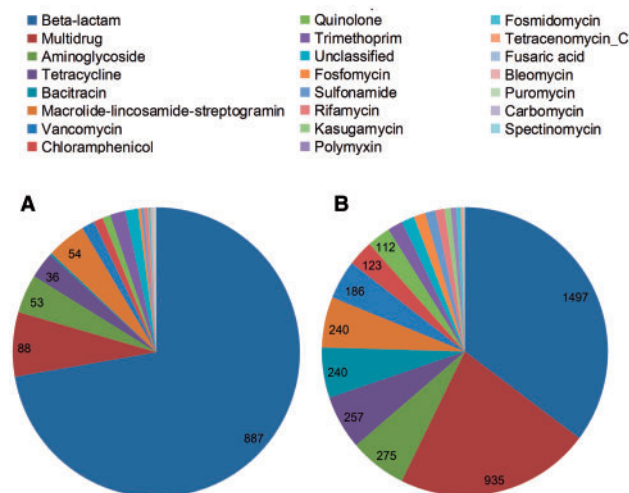 Beta-lactam
Multidrug
Aminoglycoside
Tetracycline
Bacitracin
Macrolide-lincosamide-streptogramin
Vancomycin
Chloramphenicol
Quinolone
Trimethoprim
Unclassified
Fosfomycin
Sulfonamide
Rifamycin
Kasugamycin
Polymyxin
Fosmidomycin
Tetracenomycin_C
Fusaric acid
Bleomycin
Puromycin
Carbomycin
Spectinomycin
A
54
36
53
88
887
B
112
123
186
240
240
257
275
935
1497